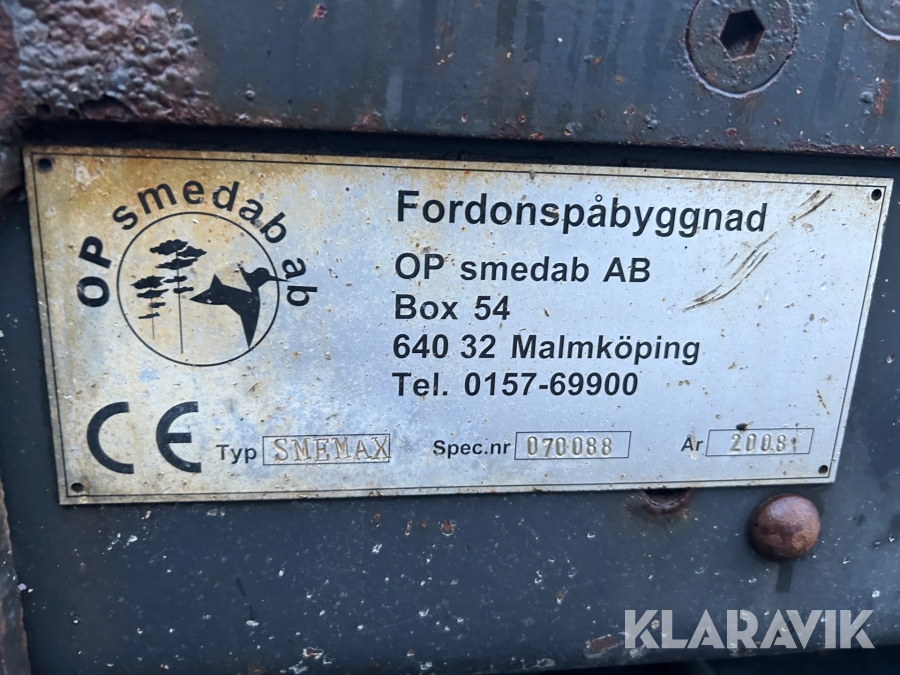 OP smedab ab
Fordonspåbyggnad
OP smedab AB
Box 54
640 32 Malmköping
Tel. 0157-69900
CE Typ SMEMAX Spec.nr 070088 År 2008
KLARAVIK